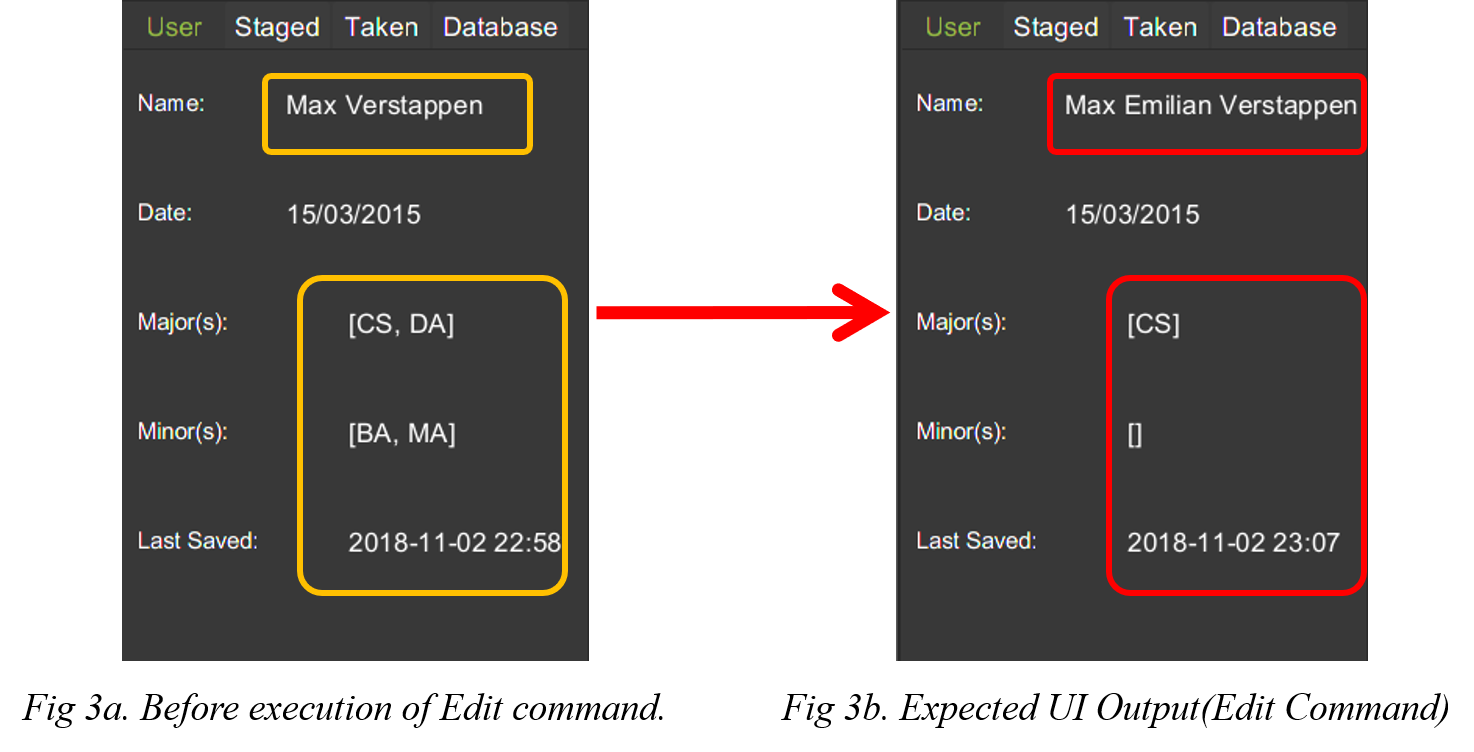 User Staged Taken Database
Name: Max Verstappen
Date: 15/03/2015
Major(s): [CS, DA]
Minor(s): [BA, MA]
Last Saved: 2018-11-02 22:58
Fig 3a. Before execution of Edit command.
User Staged Taken Database
Name: Max Emilian Verstappen
Date: 15/03/2015
Major(s): [CS]
Minor(s): []
Last Saved: 2018-11-02 23:07
Fig 3b. Expected UI Output(Edit Command)